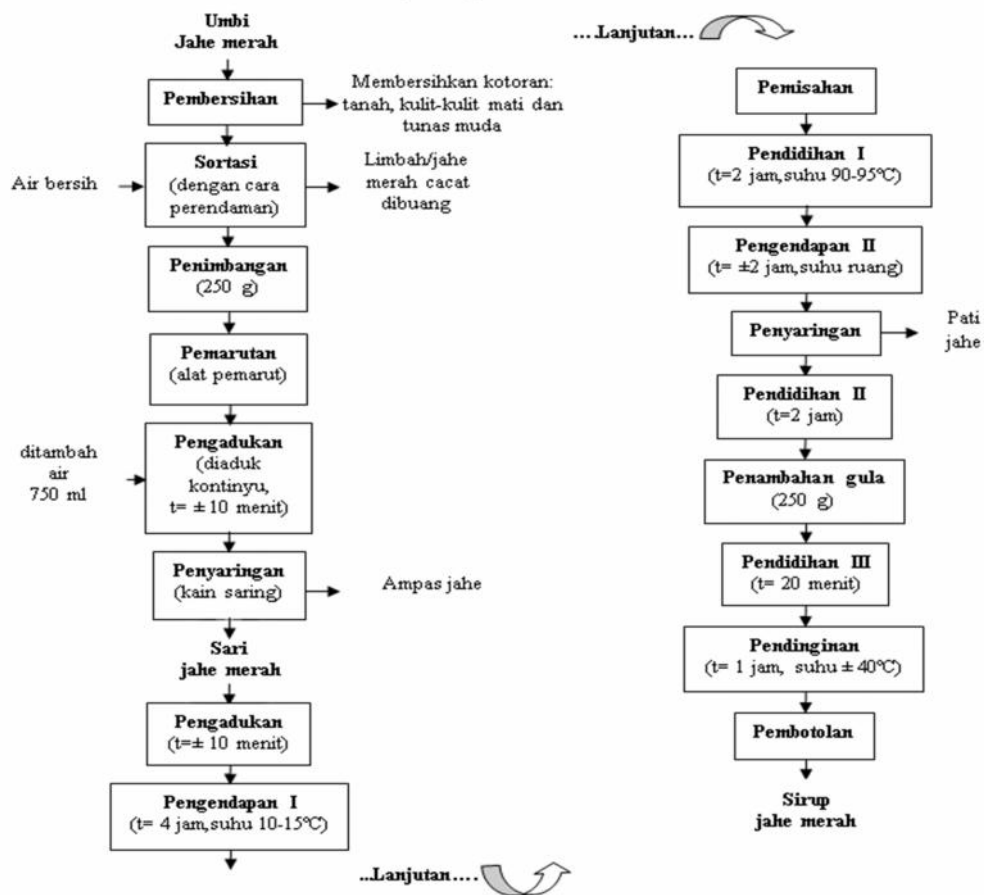 Umbi
Jahe merah
Pembersihan
Membersihkan kotoran:
tanah, kulit-kulit mati dan
tunas muda
Air bersih
Sortasi
(dengan cara
perendaman)
Limbah/jahe
merah cacat
dibuang
Penimbangan
(250 g)
Pemarutan
(alat pemarut)
ditambah
air
750 ml
Pengadukan
(diaduk
kontinyu,
t= ± 10 menit)
Penyaringan
(kain saring)
Ampas jahe
Sari
jahe merah
Pengadukan
(t=± 10 menit)
Pengendapan I
(t= 4 jam,suhu 10-15°C)
...Lanjutan....
....Lanjutan...
Pemisahan
Pendidihan I
(t=2 jam,suhu 90-95°C)
Pengendapan II
(t= ±2 jam,suhu ruang)
Penyaringan
Pati
jahe
Pendidihan II
(t=2 jam)
Penambahan gula
(250 g)
Pendidihan III
(t= 20 menit)
Pendinginan
(t= 1 jam, suhu ± 40°C)
Pembotolan
Sirup
jahe merah